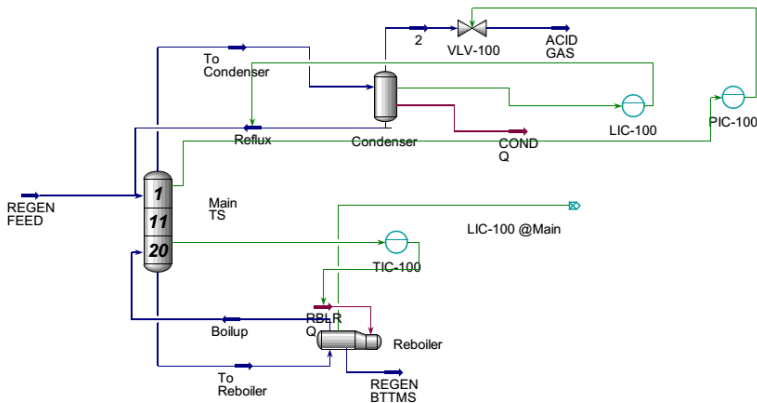 2
VLV-100
ACID
GAS
To
Condenser
LIC-100
PIC-100
Reflux
Condenser
COND
Q
REGEN
FEED
1
11
20
Main
TS
LIC-100 @Main
TIC-100
RBLR
Q
Boilup
Reboiler
To
Reboiler
REGEN
BTTMS